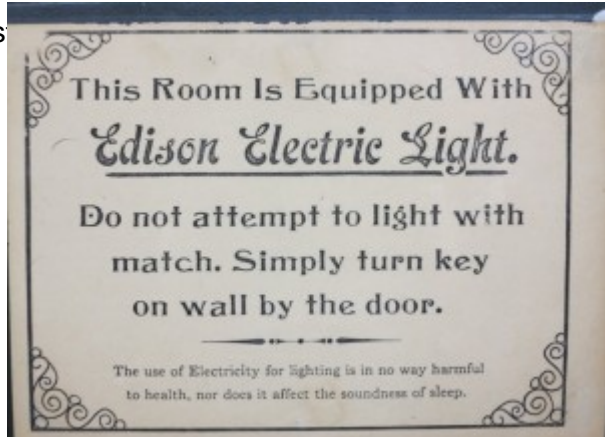 This Room Is Equipped With
Edison Electric Light.
Do not attempt to light with
match. Simply turn key
on wall by the door.
The use of Electricity for lighting is in no way harmful
to health, nor does it affect the soundness of sleep.